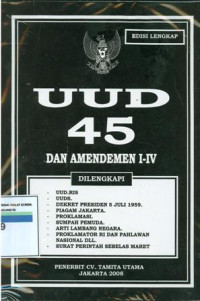 EDISI LENGKAP
UUD
45
DAN AMENDEMEN I-IV
DILENGKAPI
- UUD.RIS
- UUDS.
- DEKRET PRESIDEN 5 JULI 1959.
- PIAGAM JAKARTA.
- PROKLAMASI.
- SUMPAH PEMUDA.
- ARTI LAMBANG NEGARA.
- PROKLAMATOR RI DAN PAHLAWAN
NASIONAL DLL.
- SURAT PERINTAH SEBELAS MARET
PENERBIT CV. TAMITA UTAMA
JAKARTA 2008